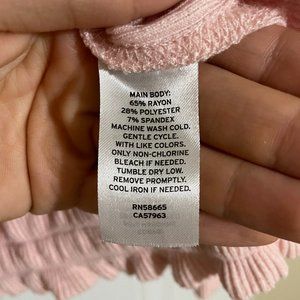 MAIN BODY:
65% RAYON
28% POLYESTER
7% SPANDEX
MACHINE WASH COLD.
GENTLE CYCLE.
WITH LIKE COLORS.
ONLY NON-CHLORINE
BLEACH IF NEEDED.
TUMBLE DRY LOW.
REMOVE PROMPTLY.
COOL IRON IF NEEDED.
RN58665
CA57963